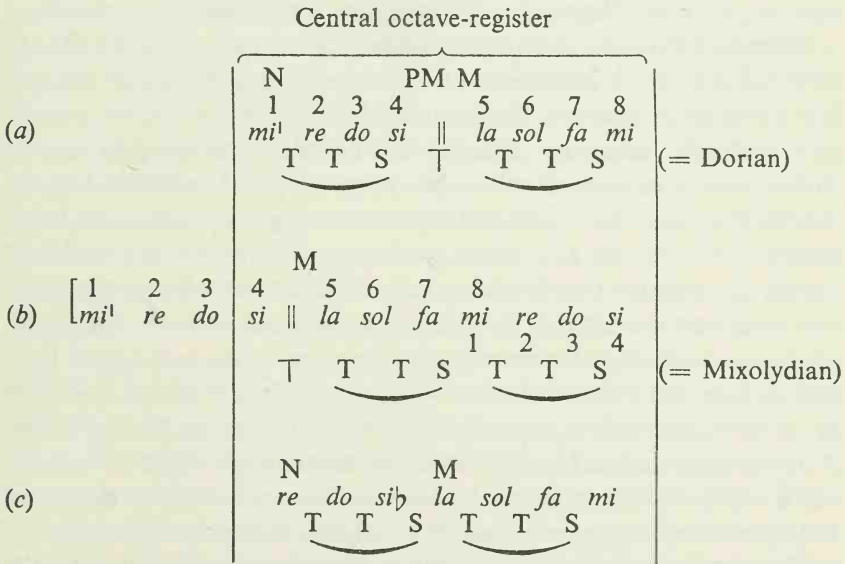 Central octave-register
N PM M
1 2 3 4 5 6 7 8
(a) mi¹ re do si || la sol fa mi
T T S T T T S (= Dorian)
M
1 2 3 4 5 6 7 8
(b) [mi¹ re do si || la sol fa mi re do si
1 2 3 4
T T T S T T S (= Mixolydian)
N M
(c) re do si♭ la sol fa mi
T T S T T S